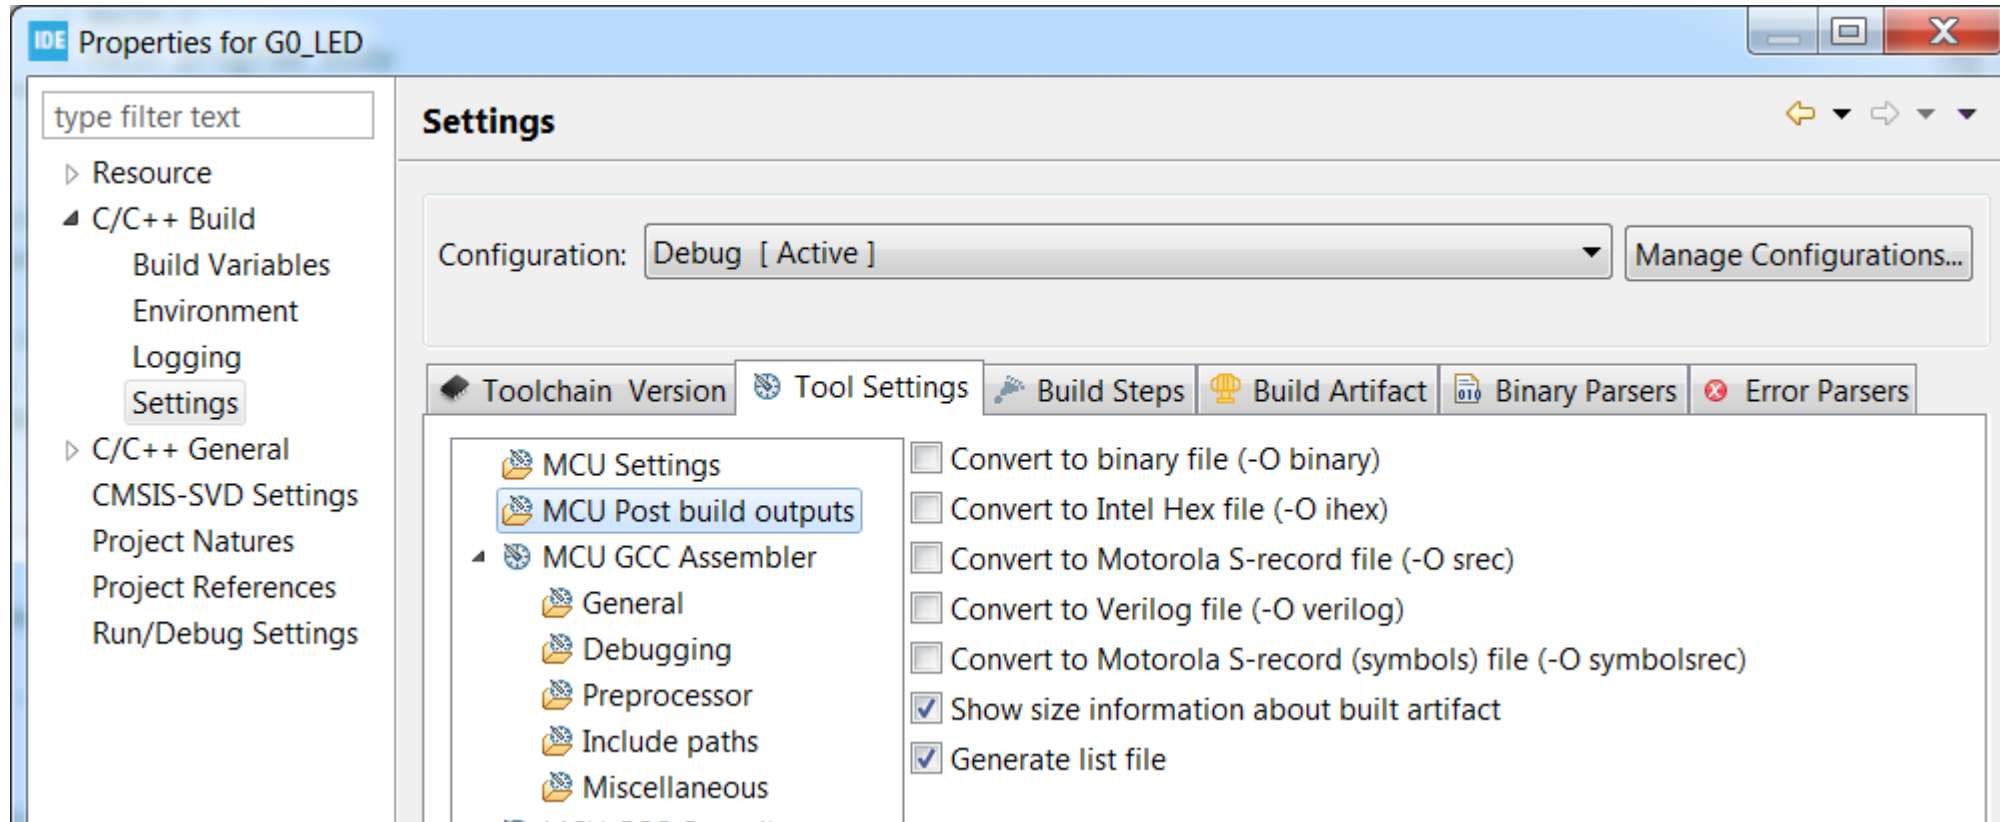 IDE Properties for G0_LED
type filter text
Resource
C/C++ Build
Build Variables
Environment
Logging
Settings
C/C++ General
CMSIS-SVD Settings
Project Natures
Project References
Run/Debug Settings
Settings
Configuration: Debug [ Active ] Manage Configurations...
Toolchain Version Tool Settings Build Steps Build Artifact Binary Parsers Error Parsers
MCU Settings
MCU Post build outputs
MCU GCC Assembler
General
Debugging
Preprocessor
Include paths
Miscellaneous
Convert to binary file (-O binary)
Convert to Intel Hex file (-O ihex)
Convert to Motorola S-record file (-O srec)
Convert to Verilog file (-O verilog)
Convert to Motorola S-record (symbols) file (-O symbolsrec)
Show size information about built artifact
Generate list file